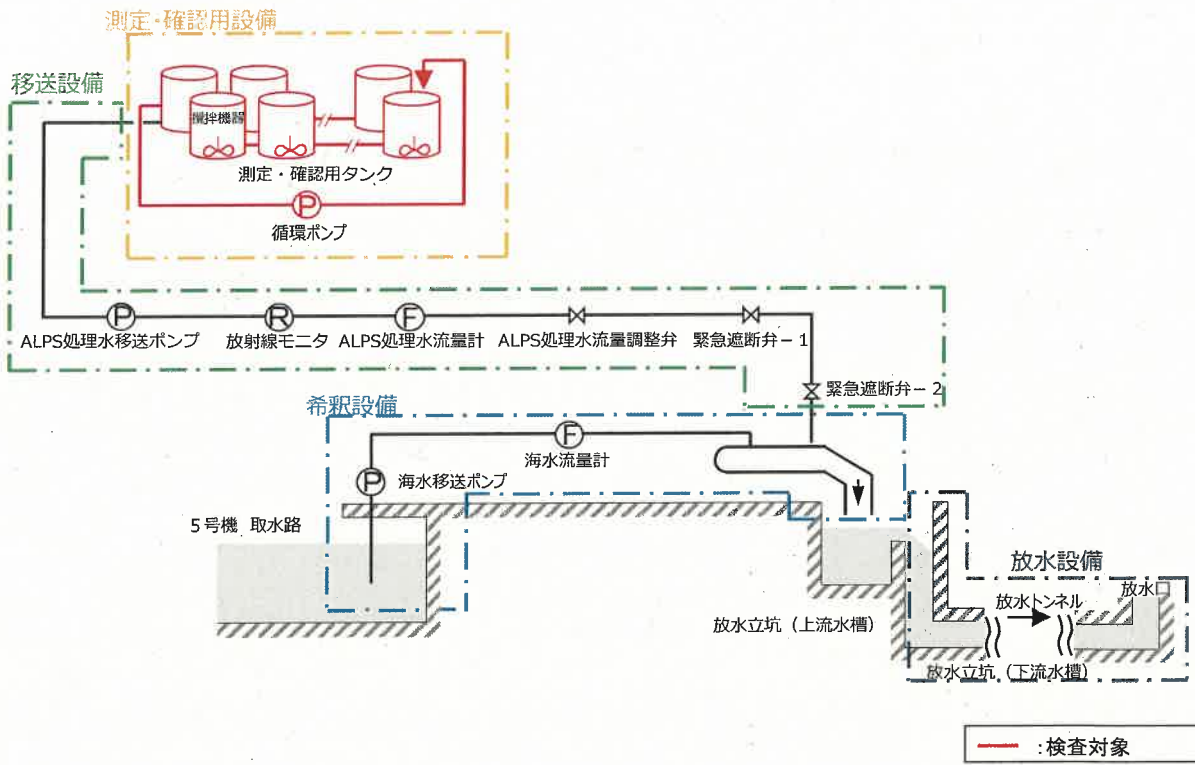 測定・確認用設備
移送設備
攪拌機器
測定・確認用タンク
P
循環ポンプ
P
R
F
ALPS処理水移送ポンプ
放射線モニタ
ALPS処理水流量計
ALPS処理水流量調整弁
緊急遮断弁－1
緊急遮断弁－2
希釈設備
F
海水流量計
P
海水移送ポンプ
5号機 取水路
放水設備
放水トンネル
放水口
放水立坑（上流水槽）
放水立坑（下流水槽）
：検査対象